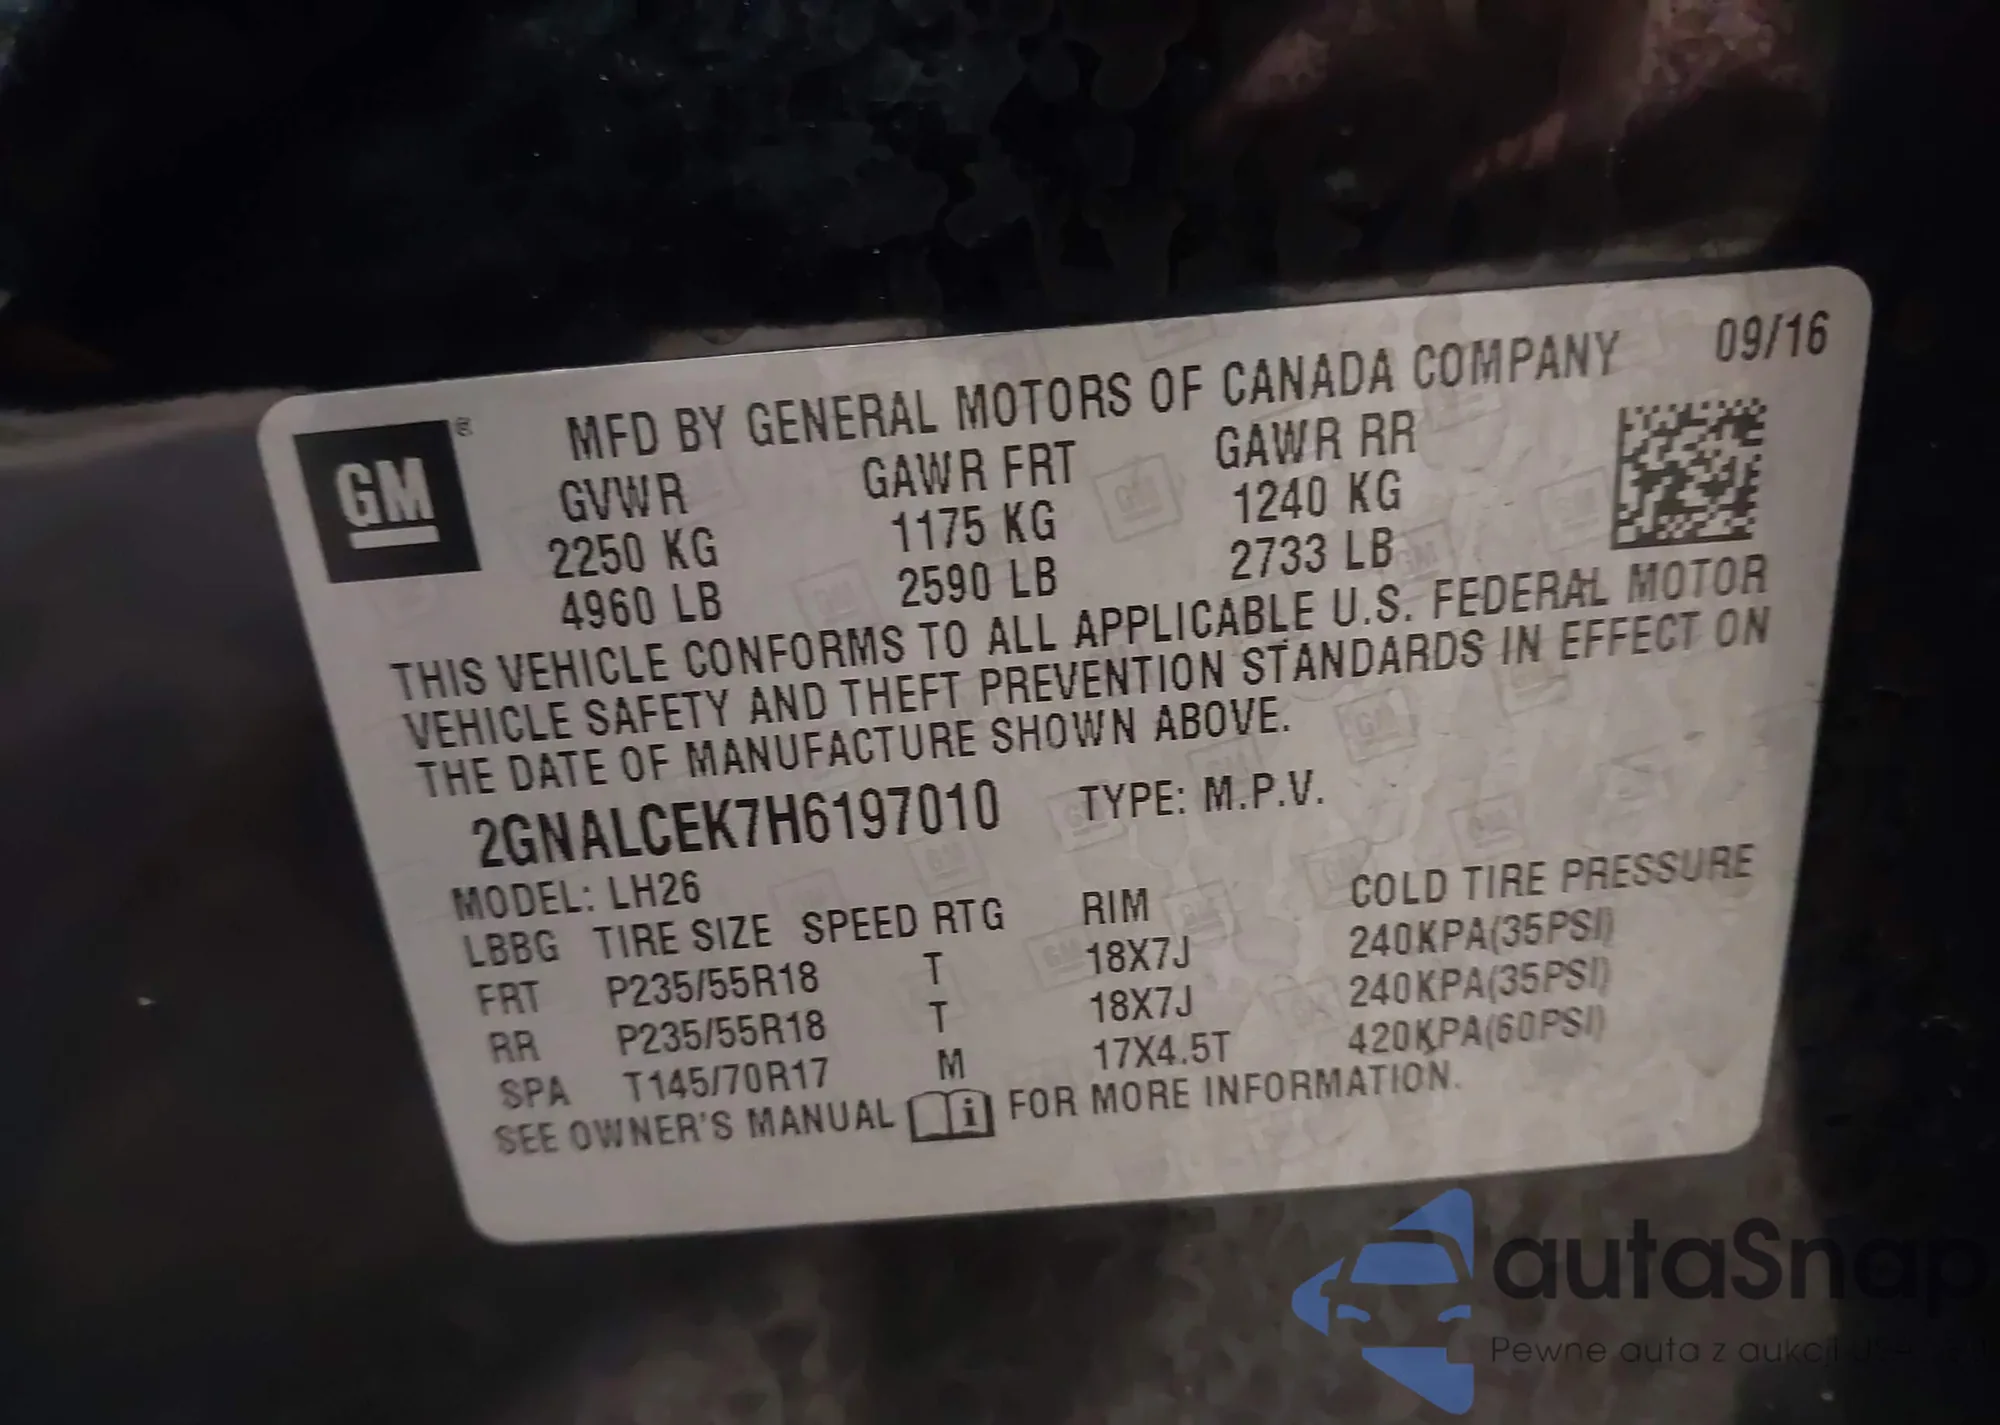 MFD BY GENERAL MOTORS OF CANADA COMPANY 09/16
GM ®
GVWR GAWR FRT GAWR RR
2250 KG 1175 KG 1240 KG
4960 LB 2590 LB 2733 LB
THIS VEHICLE CONFORMS TO ALL APPLICABLE U.S. FEDERAL MOTOR
VEHICLE SAFETY AND THEFT PREVENTION STANDARDS IN EFFECT ON
THE DATE OF MANUFACTURE SHOWN ABOVE.
2GNALCEK7H6197010 TYPE: M.P.V.
MODEL: LH26
LBBG TIRE SIZE SPEED RTG RIM COLD TIRE PRESSURE
FRT P235/55R18 T 18X7J 240KPA(35PSI)
RR P235/55R18 T 18X7J 240KPA(35PSI)
SPA T145/70R17 M 17X4.5T 420KPA(60PSI)
SEE OWNER'S MANUAL i FOR MORE INFORMATION.
autaSnap
Pewne auta z aukcji